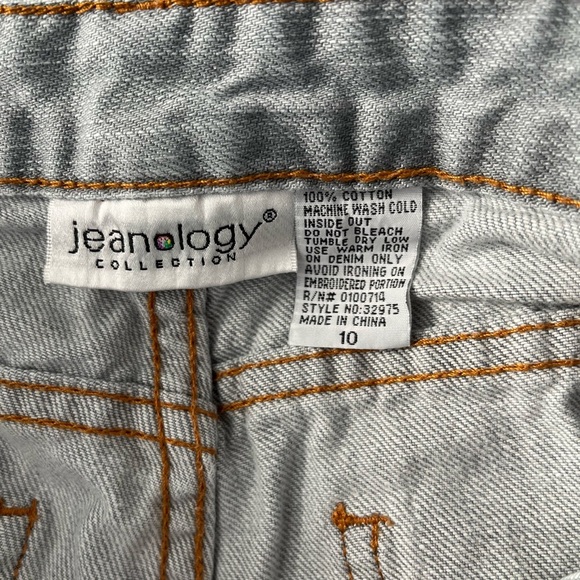 jeanology®
COLLECTION
100% COTTON
MACHINE WASH COLD
INSIDE OUT
DO NOT BLEACH
TUMBLE DRY LOW
USE WARM IRON
ON DENIM ONLY
AVOID IRONING ON
EMBROIDERED PORTION
R/N# 0100714
STYLE NO:32975
MADE IN CHINA
10